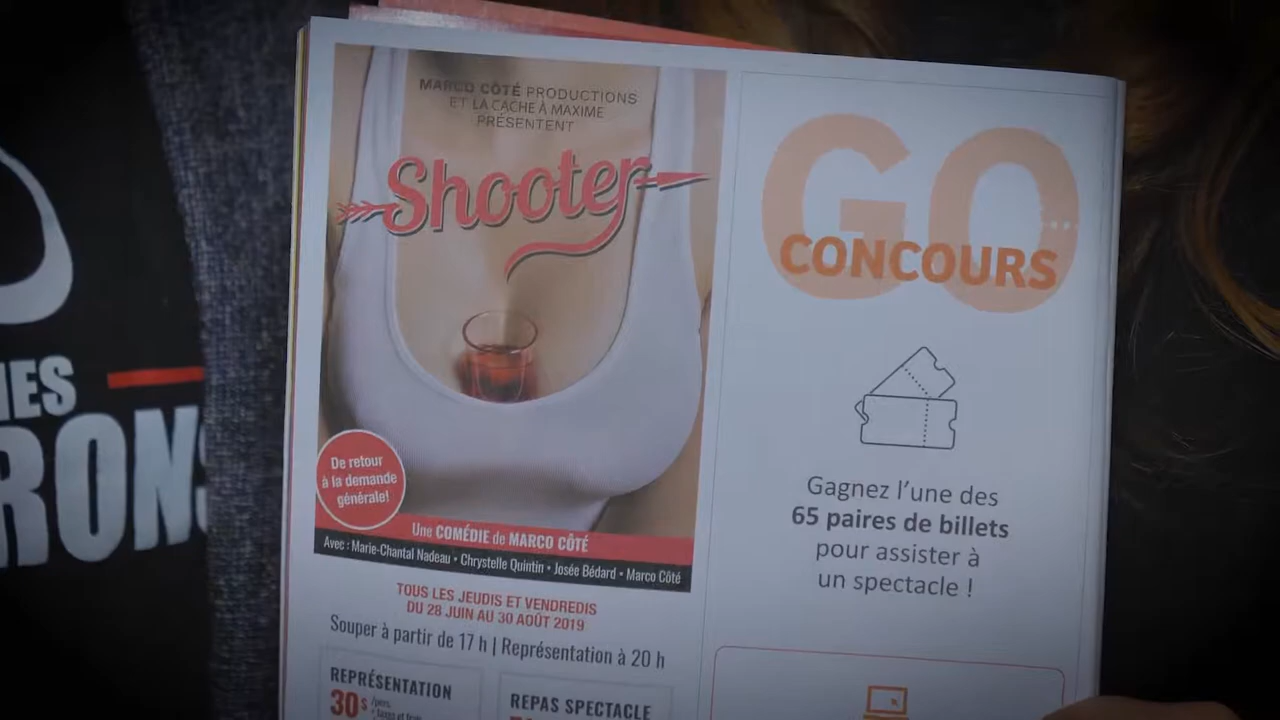 MARCO CÔTÉ PRODUCTIONS
ET LA CACHE À MAXIME
PRÉSENTENT
Shooter
De retour
à la demande
générale!
Une COMÉDIE de MARCO CÔTÉ
Avec : Marie-Chantal Nadeau • Chrystelle Quintin • Josée Bédard • Marco Côté
TOUS LES JEUDIS ET VENDREDIS
DU 28 JUIN AU 30 AOÛT 2019
Souper à partir de 17 h | Représentation à 20 h
REPRÉSENTATION
30$ /pers.
REPAS SPECTACLE
GO...
CONCOURS
Gagnez l'une des
65 paires de billets
pour assister à
un spectacle !